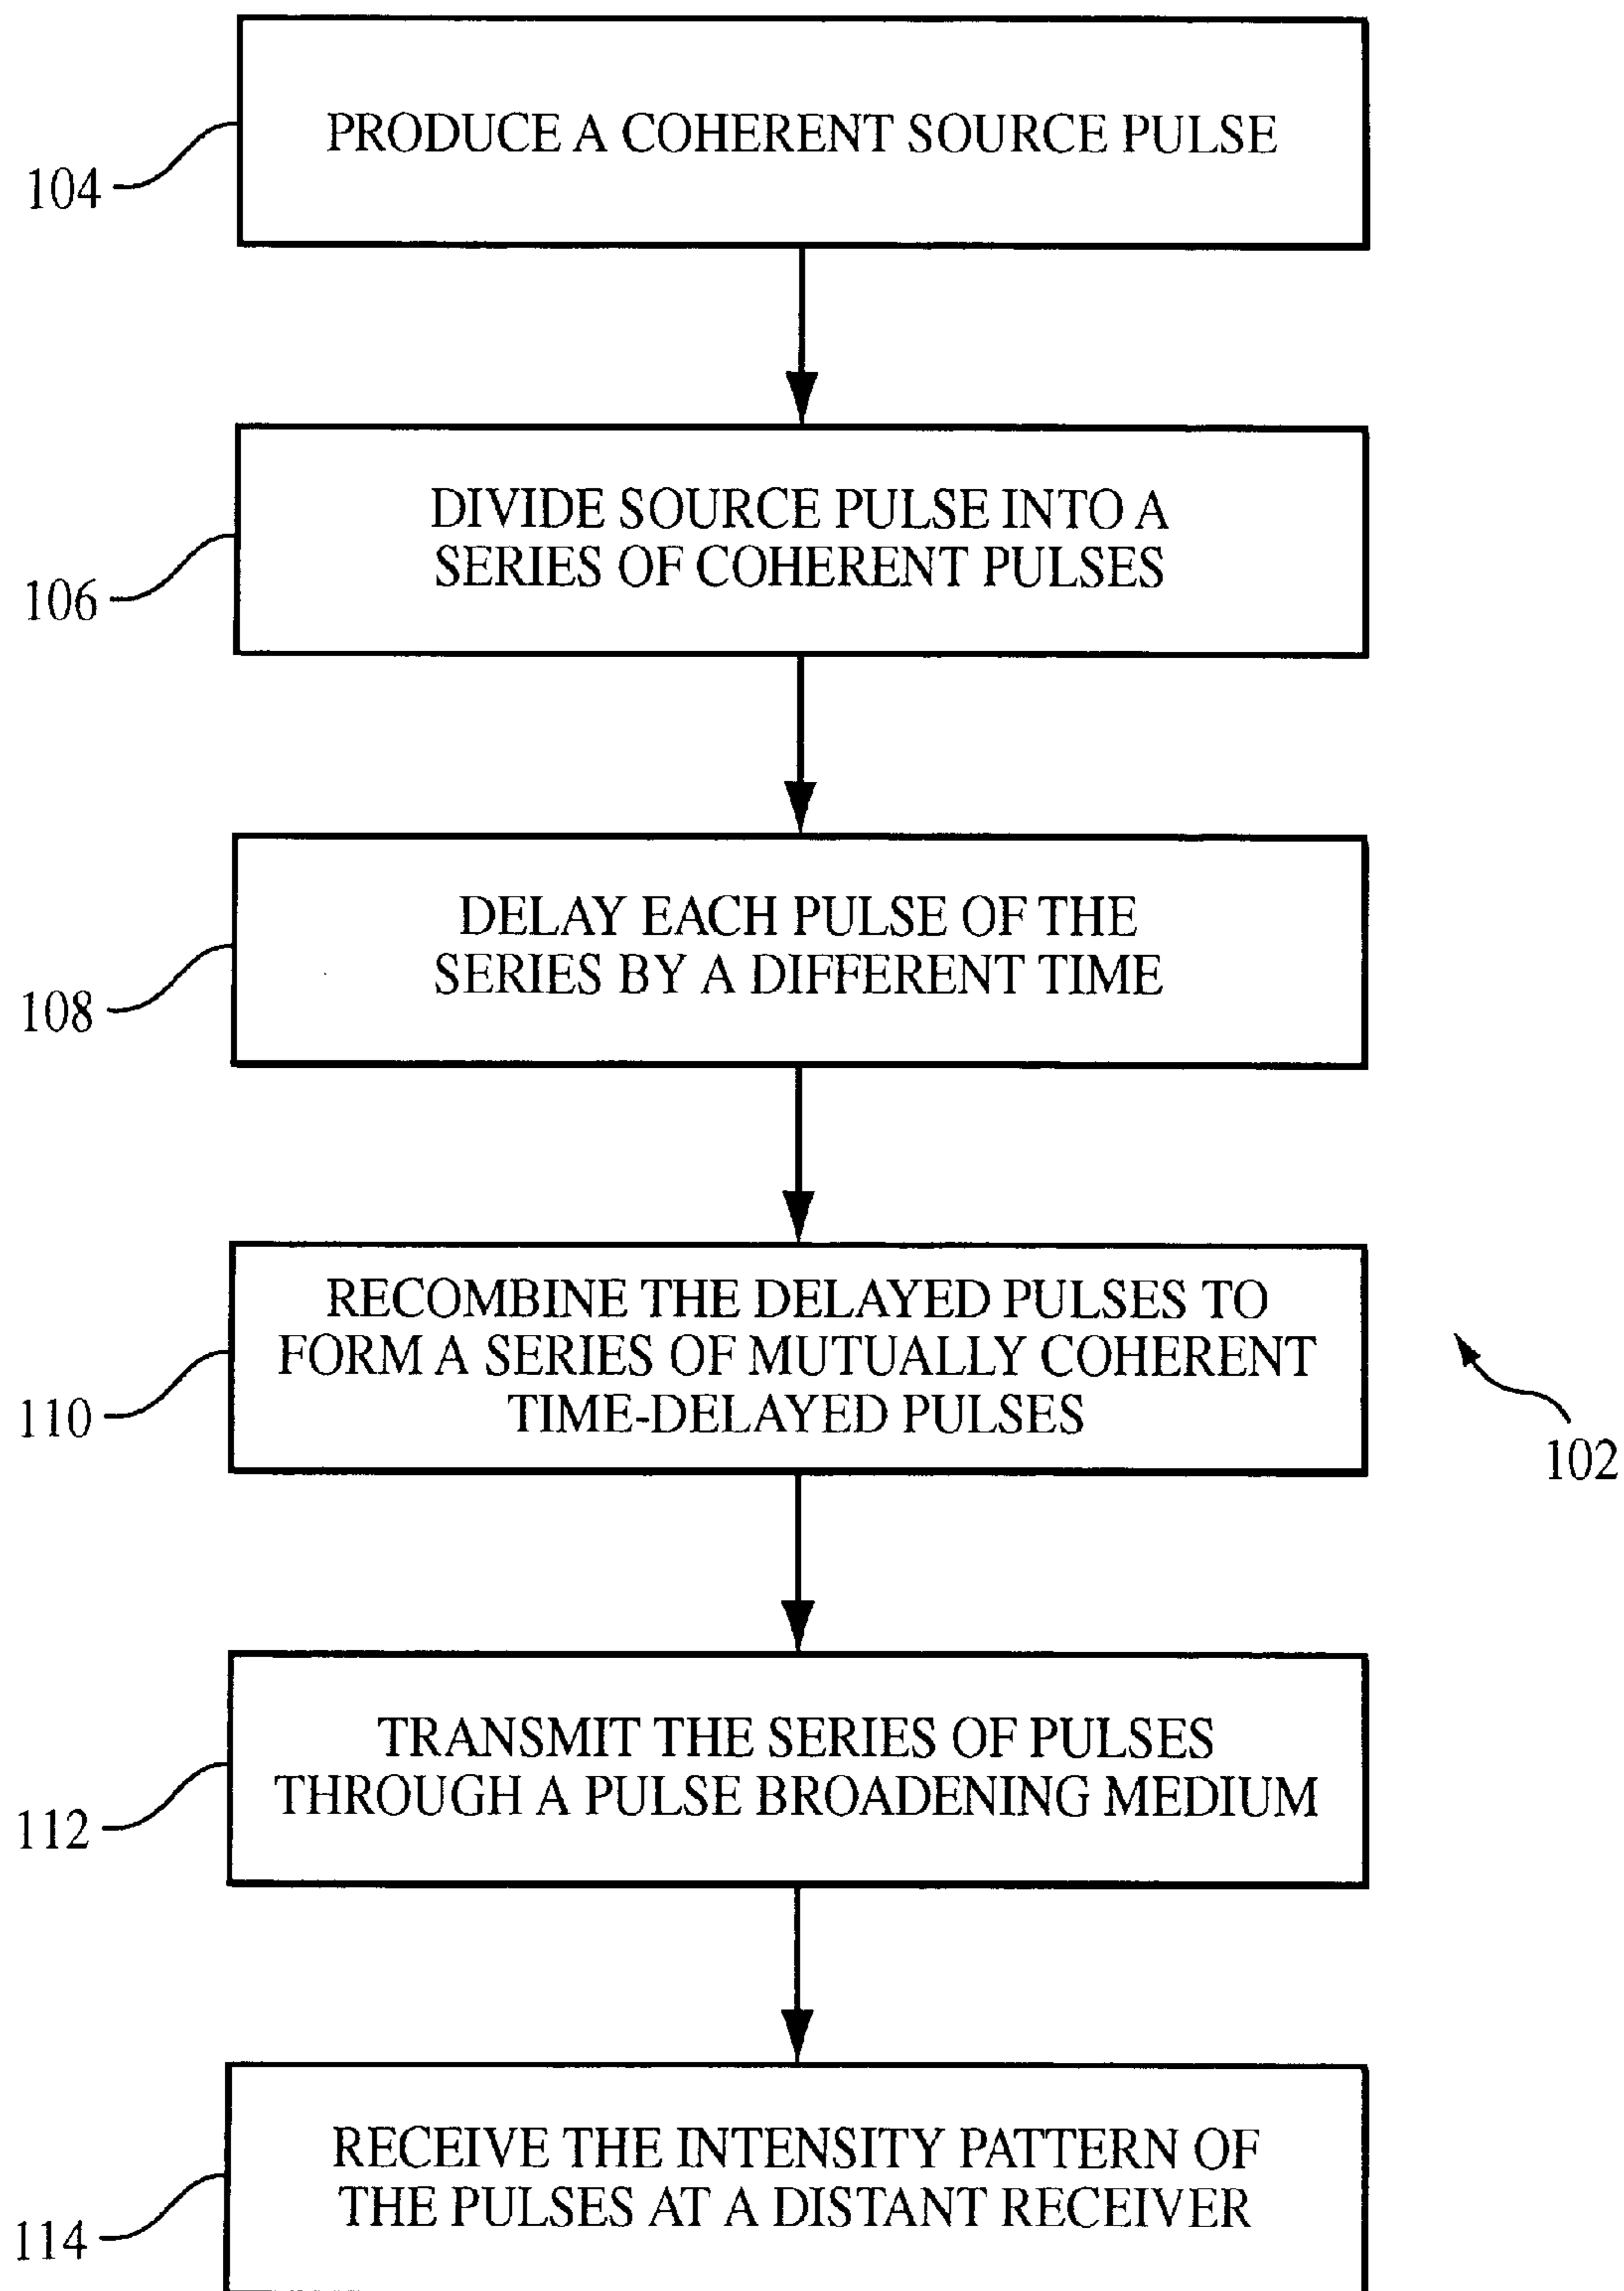 PRODUCE A COHERENT SOURCE PULSE
104
DIVIDE SOURCE PULSE INTO A
SERIES OF COHERENT PULSES
106
DELAY EACH PULSE OF THE
SERIES BY A DIFFERENT TIME
108
RECOMBINE THE DELAYED PULSES TO
FORM A SERIES OF MUTUALLY COHERENT
TIME-DELAYED PULSES
110
102
TRANSMIT THE SERIES OF PULSES
THROUGH A PULSE BROADENING MEDIUM
112
RECEIVE THE INTENSITY PATTERN OF
THE PULSES AT A DISTANT RECEIVER
114